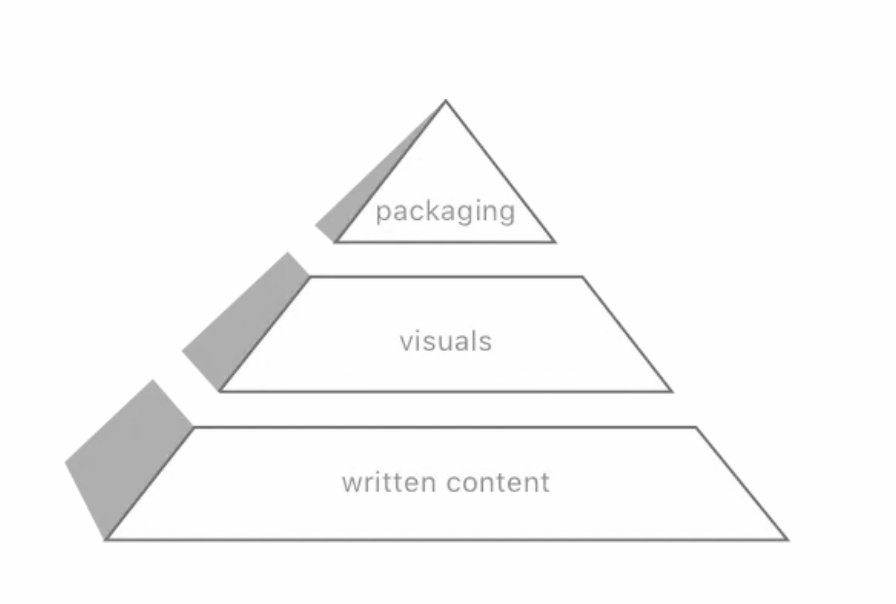 packaging
visuals
written content